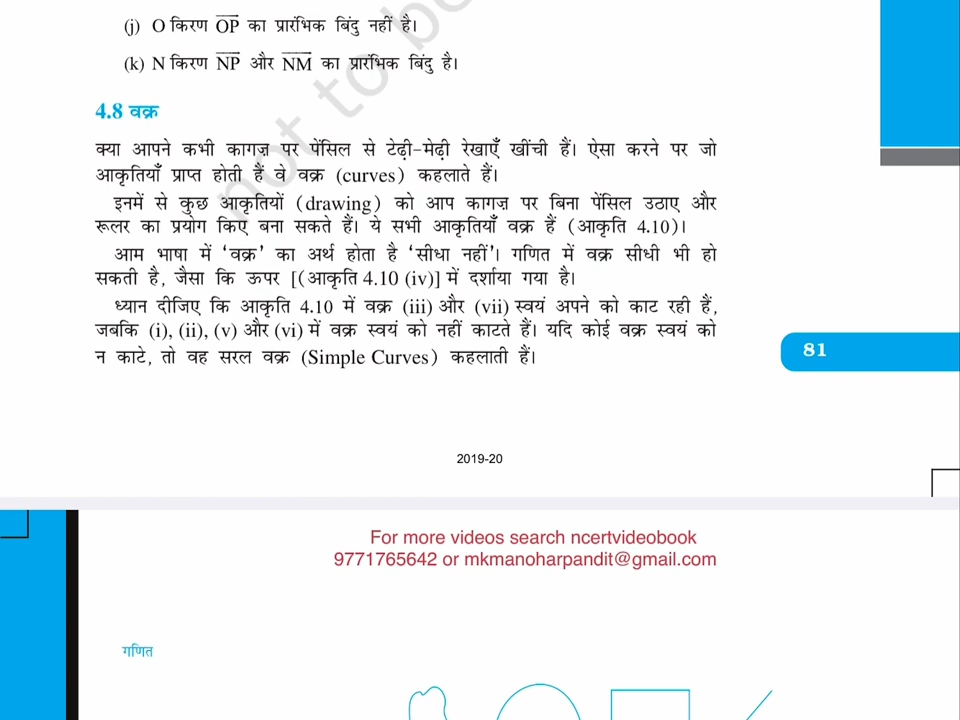 (j) O किरण OP का प्रारंभिक बिंदु नहीं है।
(k) N किरण NP और NM का प्रारंभिक बिंदु है।
4.8 वक्र
क्या आपने कभी कागज़ पर पेंसिल से टेढ़ी-मेढ़ी रेखाएँ खींची हैं। ऐसा करने पर जो
आकृतियाँ प्राप्त होती हैं वे वक्र (curves) कहलाते हैं।
इनमें से कुछ आकृतियों (drawing) को आप कागज़ पर बिना पेंसिल उठाए और
रूलर का प्रयोग किए बना सकते हैं। ये सभी आकृतियाँ वक्र हैं (आकृति 4.10)।
आम भाषा में ‘वक्र’ का अर्थ होता है ‘सीधा नहीं’। गणित में वक्र सीधी भी हो
सकती है, जैसा कि ऊपर [(आकृति 4.10 (iv)] में दर्शाया गया है।
ध्यान दीजिए कि आकृति 4.10 में वक्र (iii) और (vii) स्वयं अपने को काट रही हैं,
जबकि (i), (ii), (v) और (vi) में वक्र स्वयं को नहीं काटते हैं। यदि कोई वक्र स्वयं को
न काटे, तो वह सरल वक्र (Simple Curves) कहलाती हैं।
81
2019-20
For more videos search ncertvideobook
9771765642 or mkmanoharpandit@gmail.com
गणित
not to b